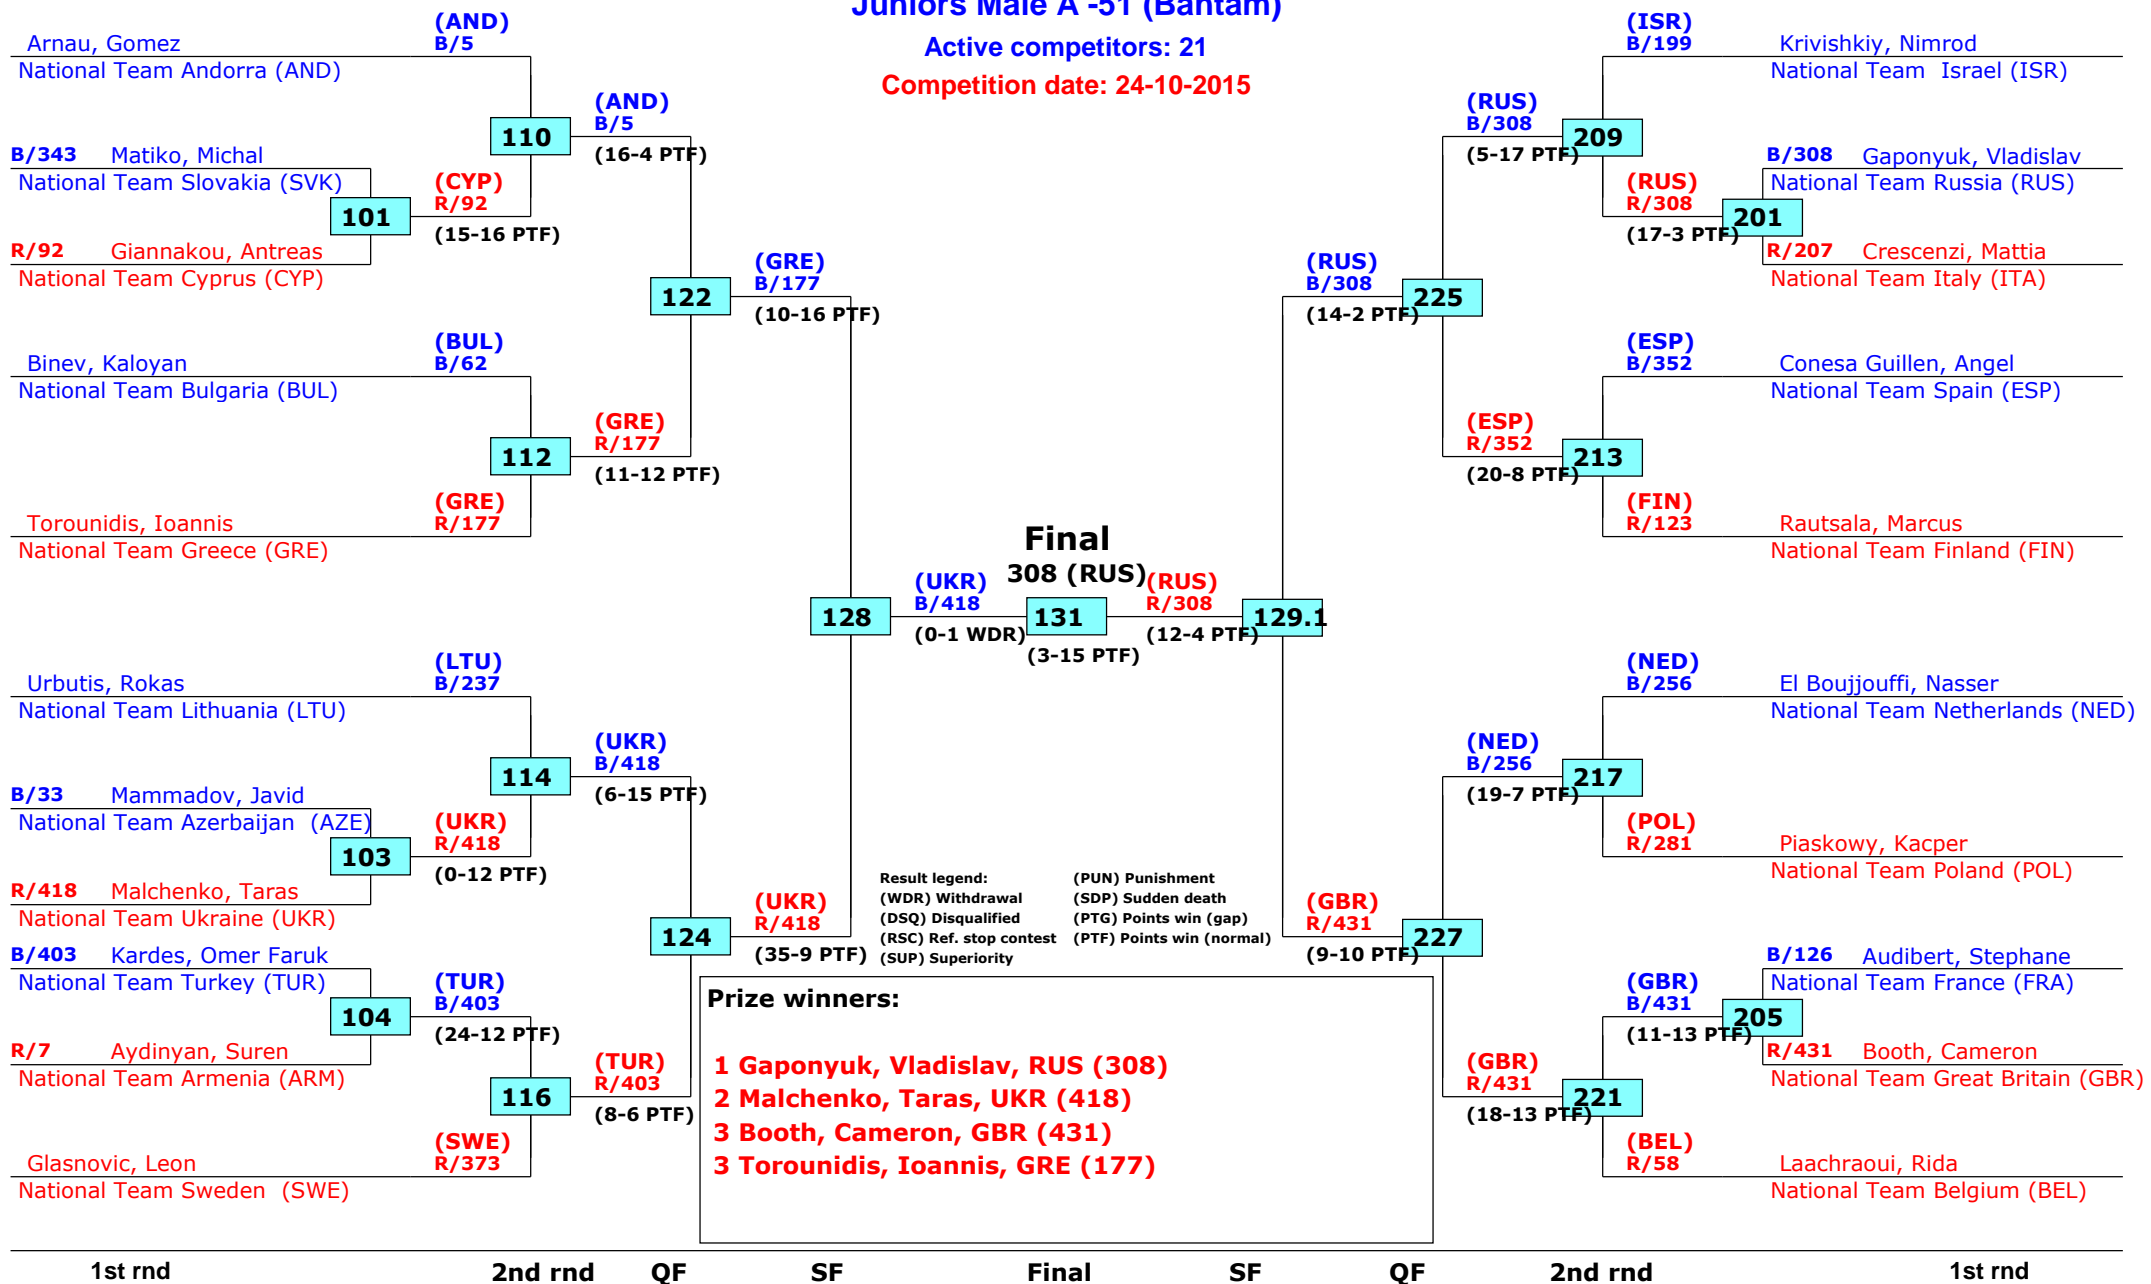 Juniors Male A -51 (Bantam)
Active competitors: 21
Competition date: 24-10-2015
Arnau, Gomez
National Team Andorra (AND)
(AND)
B/5
B/343 Matiko, Michal
National Team Slovakia (SVK)
101
R/92 Giannakou, Antreas
National Team Cyprus (CYP)
(CYP)
R/92
(15-16 PTF)
110
(AND)
B/5
(16-4 PTF)
Binev, Kaloyan
National Team Bulgaria (BUL)
(BUL)
B/62
112
Torounidis, Ioannis
National Team Greece (GRE)
(GRE)
R/177
(GRE)
R/177
(11-12 PTF)
122
(GRE)
B/177
(10-16 PTF)
Urbutis, Rokas
National Team Lithuania (LTU)
(LTU)
B/237
B/33 Mammadov, Javid
National Team Azerbaijan (AZE)
103
R/418 Malchenko, Taras
National Team Ukraine (UKR)
(UKR)
R/418
(0-12 PTF)
114
(UKR)
B/418
(6-15 PTF)
B/403 Kardes, Omer Faruk
National Team Turkey (TUR)
104
R/7 Aydinyan, Suren
National Team Armenia (ARM)
(TUR)
B/403
(24-12 PTF)
116
Glasnovic, Leon
National Team Sweden (SWE)
(SWE)
R/373
(TUR)
R/403
(8-6 PTF)
124
(UKR)
R/418
(35-9 PTF)
128
(UKR)
B/418
(0-1 WDR)
Final
308 (RUS)
131
(3-15 PTF)
(RUS)
R/308
(12-4 PTF)
129.1
(ISR)
B/199
Krivishkiy, Nimrod
National Team Israel (ISR)
(RUS)
B/308
(5-17 PTF)
209
B/308 Gaponyuk, Vladislav
National Team Russia (RUS)
(RUS)
R/308
(17-3 PTF)
201
R/207 Crescenzi, Mattia
National Team Italy (ITA)
(RUS)
B/308
(14-2 PTF)
225
(ESP)
B/352
Conesa Guillen, Angel
National Team Spain (ESP)
(ESP)
R/352
(20-8 PTF)
213
(FIN)
R/123
Rautsala, Marcus
National Team Finland (FIN)
(NED)
B/256
El Boujjouffi, Nasser
National Team Netherlands (NED)
(NED)
B/256
(19-7 PTF)
217
(POL)
R/281
Piaskowy, Kacper
National Team Poland (POL)
(GBR)
R/431
(9-10 PTF)
227
B/126 Audibert, Stephane
National Team France (FRA)
(GBR)
B/431
(11-13 PTF)
205
R/431 Booth, Cameron
National Team Great Britain (GBR)
(GBR)
R/431
(18-13 PTF)
221
(BEL)
R/58
Laachraoui, Rida
National Team Belgium (BEL)
Result legend: (PUN) Punishment
(WDR) Withdrawal (SDP) Sudden death
(DSQ) Disqualified (PTG) Points win (gap)
(RSC) Ref. stop contest (PTF) Points win (normal)
(SUP) Superiority
Prize winners:
1 Gaponyuk, Vladislav, RUS (308)
2 Malchenko, Taras, UKR (418)
3 Booth, Cameron, GBR (431)
3 Torounidis, Ioannis, GRE (177)
1st rnd 2nd rnd QF SF Final SF QF 2nd rnd 1st rnd